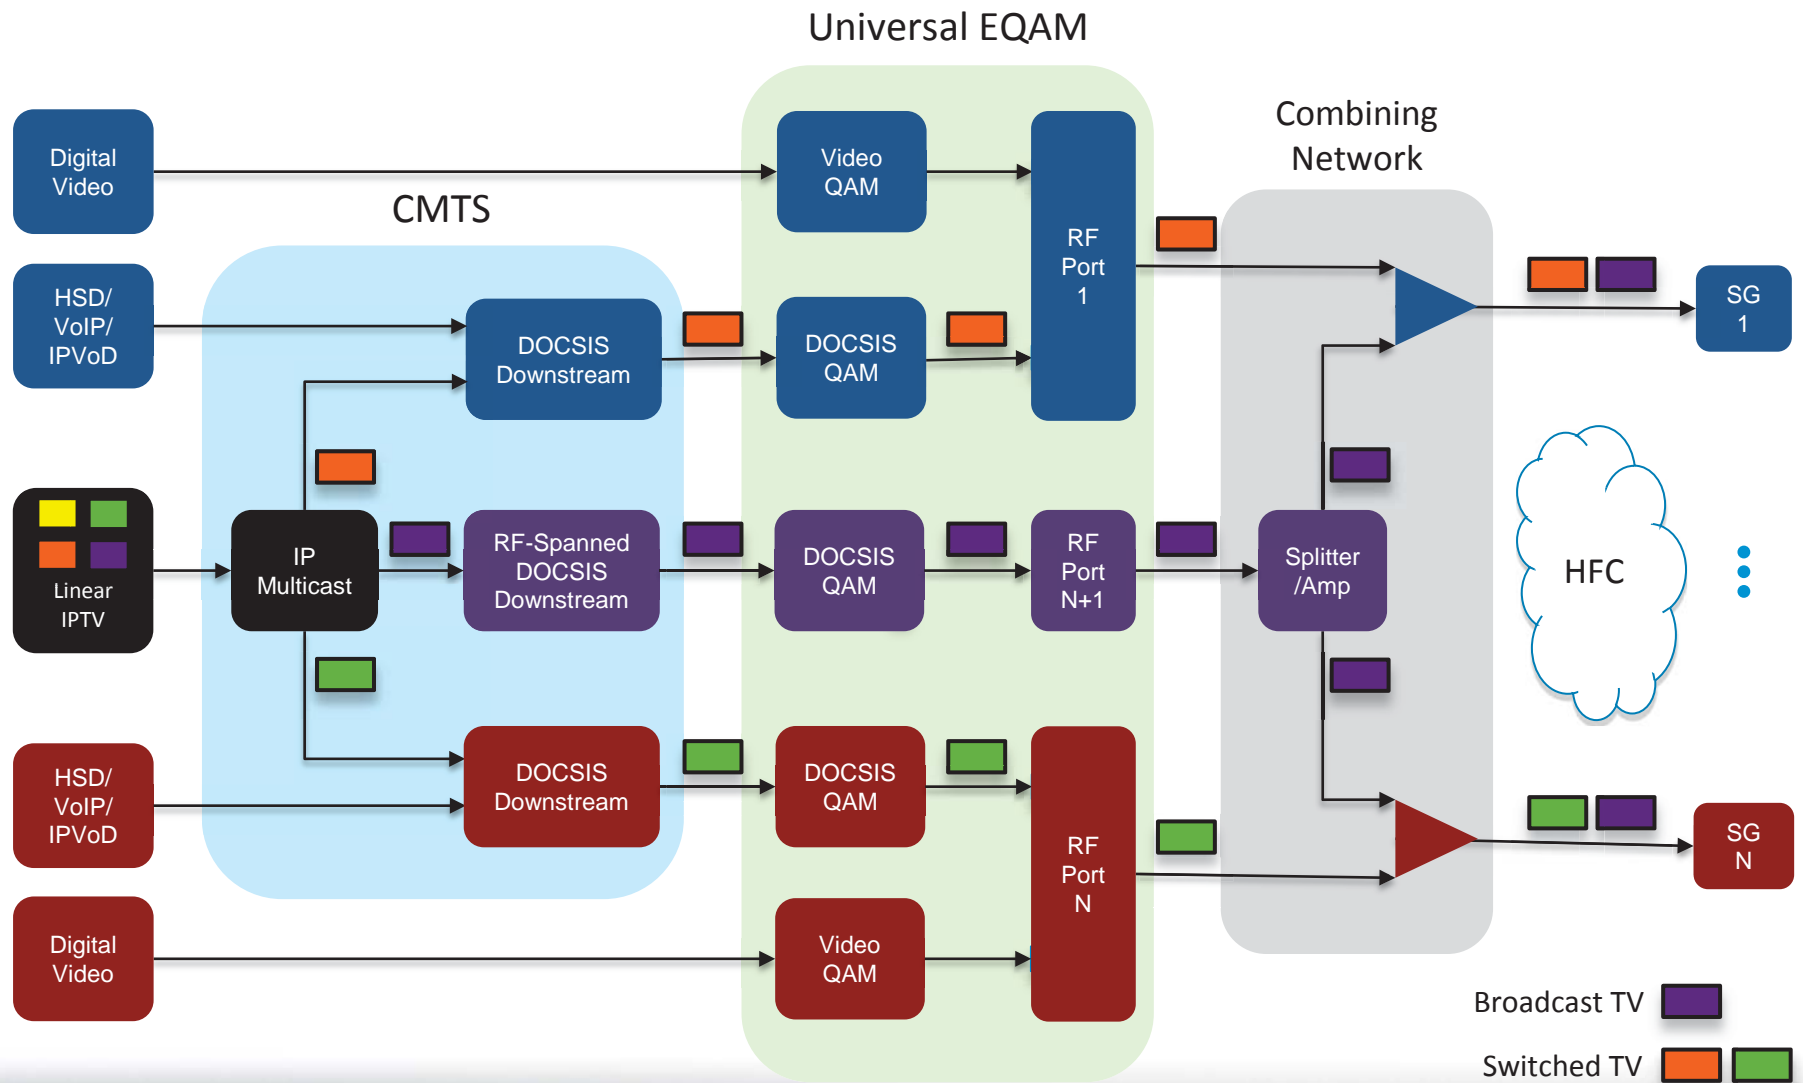 Universal EQAM
Combining
Network
CMTS
Digital
Video
Video
QAM
RF
Port
1
HSD/
VoIP/
IPVoD
DOCSIS
Downstream
DOCSIS
QAM
SG
1
Linear
IPTV
IP
Multicast
RF-Spanned
DOCSIS
Downstream
DOCSIS
QAM
RF
Port
N+1
Splitter
/Amp
HFC
HSD/
VoIP/
IPVoD
DOCSIS
Downstream
DOCSIS
QAM
RF
Port
N
SG
N
Digital
Video
Video
QAM
Broadcast TV
Switched TV